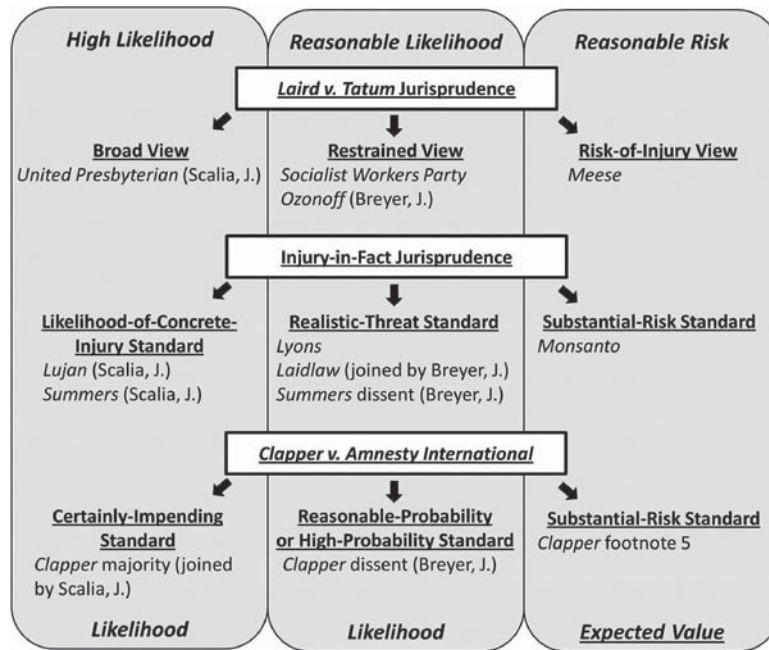 High Likelihood
Reasonable Likelihood
Reasonable Risk
Laird v. Tatum Jurisprudence
Broad View
United Presbyterian (Scalia, J.)
Restrained View
Socialist Workers Party
Ozonoff (Breyer, J.)
Risk-of-Injury View
Meese
Injury-in-Fact Jurisprudence
Likelihood-of-Concrete-
Injury Standard
Lujan (Scalia, J.)
Summers (Scalia, J.)
Realistic-Threat Standard
Lyons
Laidlaw (joined by Breyer, J.)
Summers dissent (Breyer, J.)
Substantial-Risk Standard
Monsanto
Clapper v. Amnesty International
Certainly-Impending
Standard
Clapper majority (joined
by Scalia, J.)
Reasonable-Probability
or High-Probability Standard
Clapper dissent (Breyer, J.)
Substantial-Risk Standard
Clapper footnote 5
Likelihood
Likelihood
Expected Value